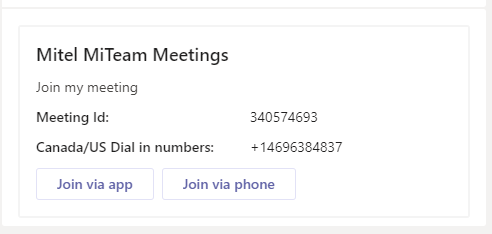 Mitel MiTeam Meetings
Join my meeting
Meeting Id: 340574693
Canada/US Dial in numbers: +14696384837
Join via app Join via phone